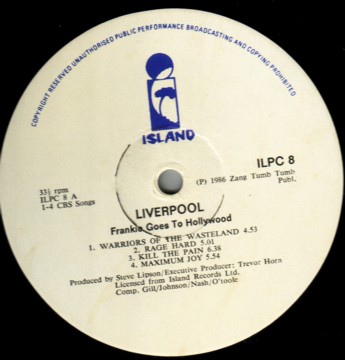 COPYRIGHT RESERVED UNAUTHORISED PUBLIC PERFORMANCE BROADCASTING AND COPYING PROHIBITED
ISLAND
ILPC 8
33⅓ rpm
ILPC 8 A
1-4 CBS Songs
(P) 1986 Zang Tumb Tumb
Publ.
LIVERPOOL
Frankie Goes To Hollywood
1. WARRIORS OF THE WASTELAND 4.53
2. RAGE HARD 5.01
3. KILL THE PAIN 6.38
4. MAXIMUM JOY 5.54
Produced by Steve Lipson/Executive Producer: Trevor Horn
Licensed from Island Records Ltd.
Comp. Gill/Johnson/Nash/O'toole